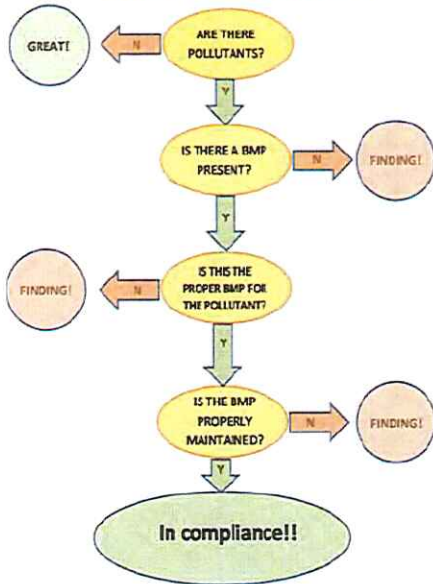 ARE THERE
POLLUTANTS?
N
GREAT!
Y
IS THERE A BMP
PRESENT?
N
FINDING!
Y
IS THIS THE
PROPER BMP FOR
THE POLLUTANT?
N
FINDING!
Y
IS THE BMP
PROPERLY
MAINTAINED?
N
FINDING!
Y
In compliance!!